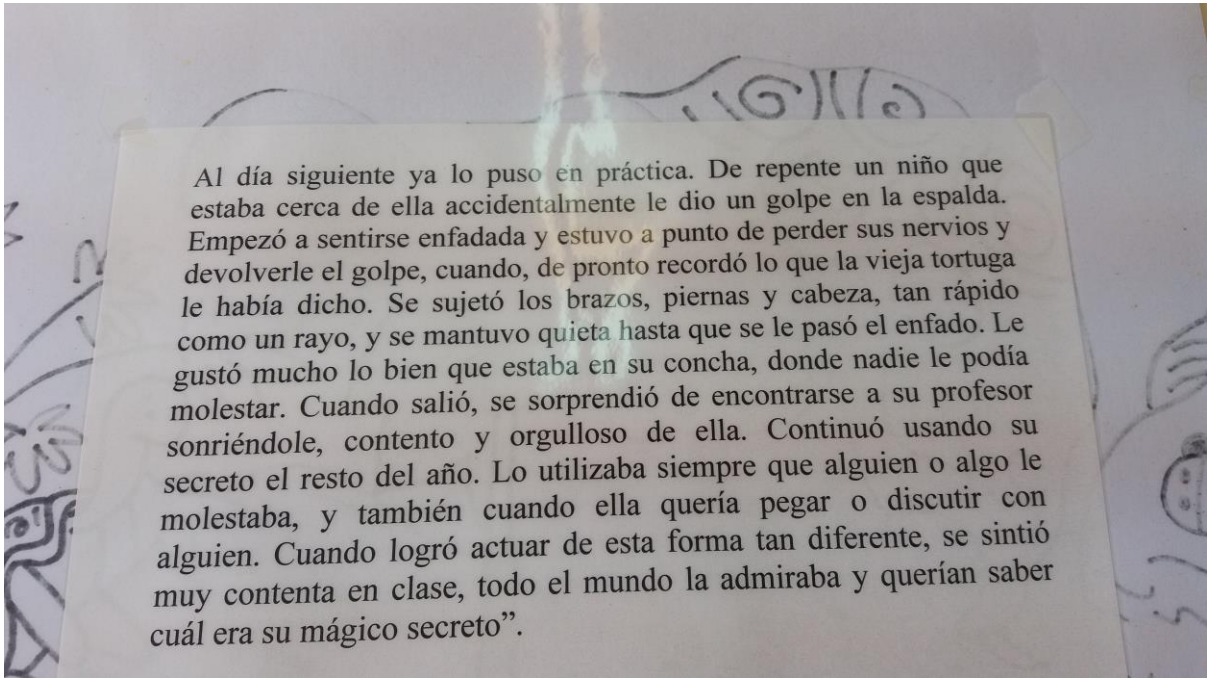 Al día siguiente ya lo puso en práctica. De repente un niño que
estaba cerca de ella accidentalmente le dio un golpe en la espalda.
Empezó a sentirse enfadada y estuvo a punto de perder sus nervios y
devolverle el golpe, cuando, de pronto recordó lo que la vieja tortuga
le había dicho. Se sujetó los brazos, piernas y cabeza, tan rápido
como un rayo, y se mantuvo quieta hasta que se le pasó el enfado. Le
gustó mucho lo bien que estaba en su concha, donde nadie le podía
molestar. Cuando salió, se sorprendió de encontrarse a su profesor
sonriéndole, contento y orgulloso de ella. Continuó usando su
secreto el resto del año. Lo utilizaba siempre que alguien o algo le
molestaba, y también cuando ella quería pegar o discutir con
alguien. Cuando logró actuar de esta forma tan diferente, se sintió
muy contenta en clase, todo el mundo la admiraba y querían saber
cuál era su mágico secreto”.